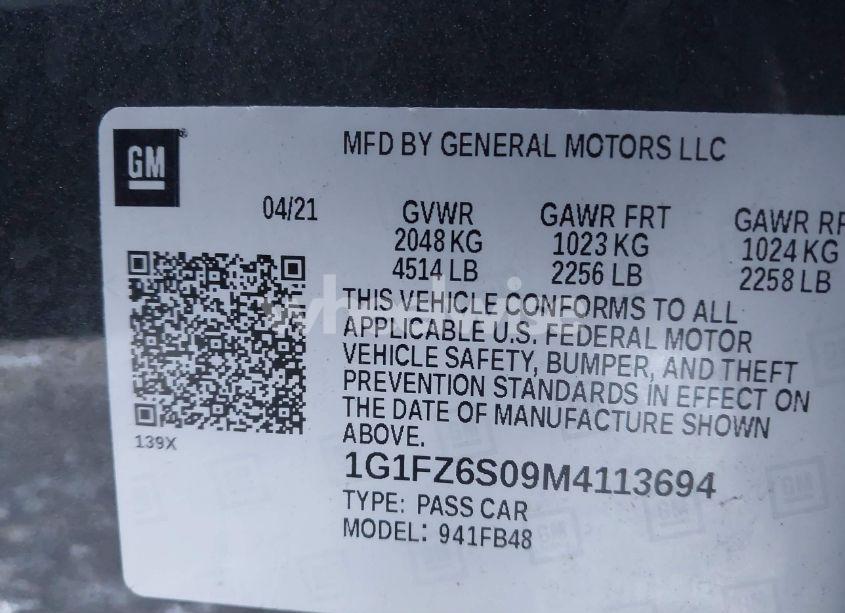 GM
MFD BY GENERAL MOTORS LLC
04/21
GVWR GAWR FRT GAWR RR
2048 KG 1023 KG 1024 KG
4514 LB 2256 LB 2258 LB
THIS VEHICLE CONFORMS TO ALL
APPLICABLE U.S. FEDERAL MOTOR
VEHICLE SAFETY, BUMPER, AND THEFT
PREVENTION STANDARDS IN EFFECT ON
THE DATE OF MANUFACTURE SHOWN
ABOVE.
139X
1G1FZ6S09M4113694
TYPE: PASS CAR
MODEL: 941FB48